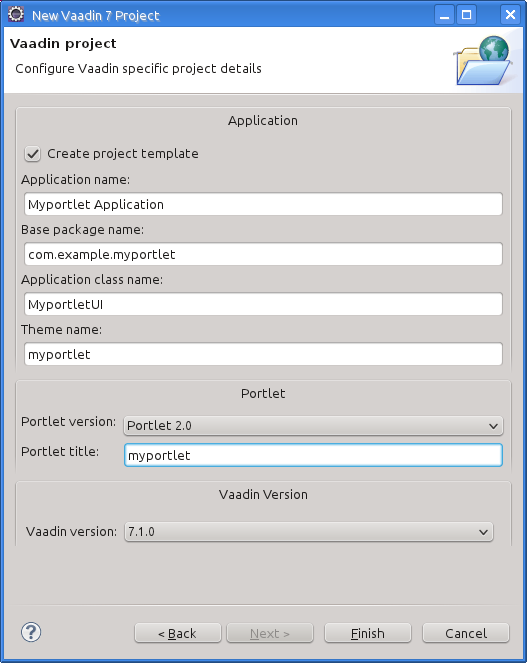 New Vaadin 7 Project
Vaadin project
Configure Vaadin specific project details
Application
Create project template
Application name:
Myportlet Application
Base package name:
com.example.myportlet
Application class name:
MyportletUI
Theme name:
myportlet
Portlet
Portlet version: Portlet 2.0
Portlet title: myportlet
Vaadin Version
Vaadin version: 7.1.0
? < Back Next > Finish Cancel